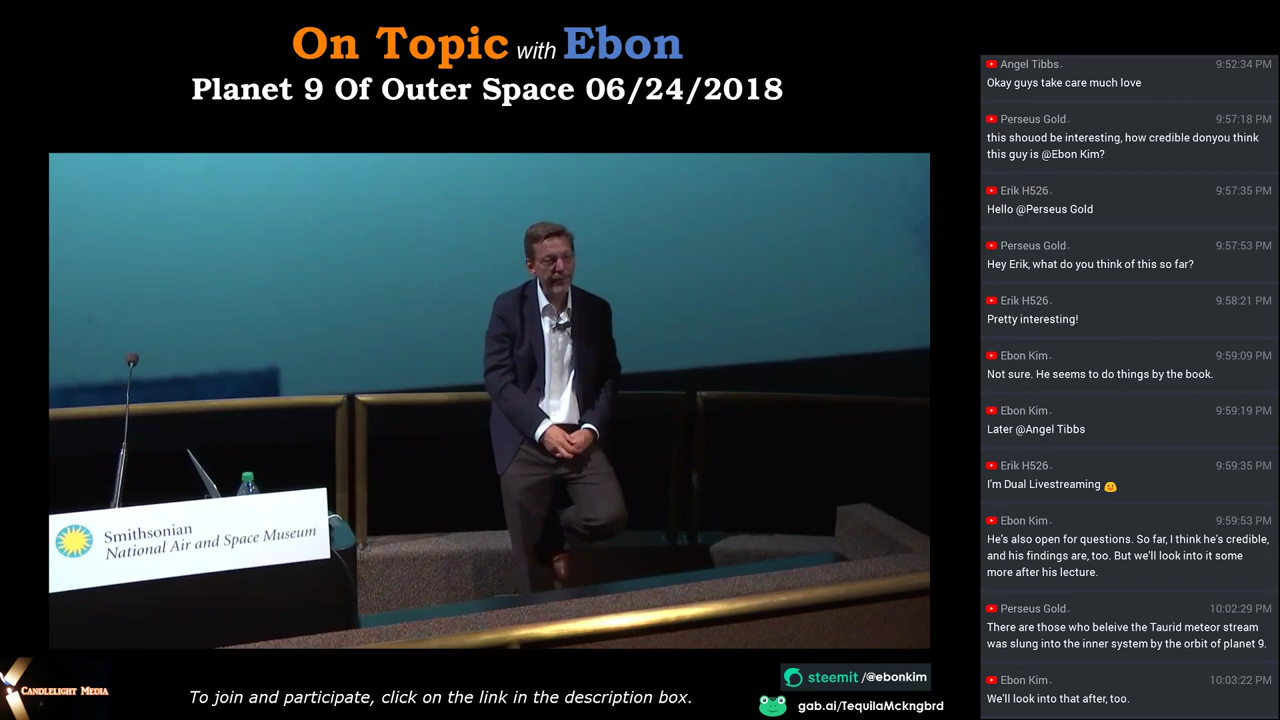 On Topic with Ebon
Planet 9 Of Outer Space 06/24/2018
Smithsonian
National Air and Space Museum
CANDLELIGHT MEDIA
To join and participate, click on the link in the description box.
steemit /@ebonkim
gab.ai/TequilaMckngbrd
Angel Tibbs 9:52:34 PM
Okay guys take care much love
Perseus Gold 9:57:18 PM
this shouod be interesting, how credible donyou think
this guy is @Ebon Kim?
Erik H526 9:57:35 PM
Hello @Perseus Gold
Perseus Gold 9:57:53 PM
Hey Erik, what do you think of this so far?
Erik H526 9:58:21 PM
Pretty interesting!
Ebon Kim 9:59:09 PM
Not sure. He seems to do things by the book.
Ebon Kim 9:59:19 PM
Later @Angel Tibbs
Erik H526 9:59:35 PM
I'm Dual Livestreaming
Ebon Kim 9:59:53 PM
He's also open for questions. So far, I think he's credible,
and his findings are, too. But we'll look into it some
more after his lecture.
Perseus Gold 10:02:29 PM
There are those who beleive the Taurid meteor stream
was slung into the inner system by the orbit of planet 9.
Ebon Kim 10:03:22 PM
We'll look into that after, too.